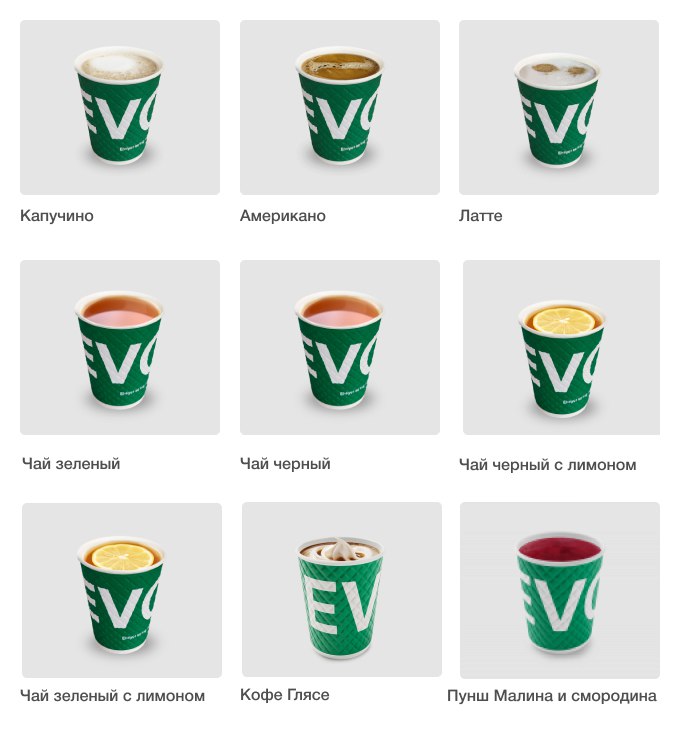 EVO
EVO
EVO
Капучино
Американо
Латте
EVO
EVO
EVO
Чай зеленый
Чай черный
Чай черный с лимоном
EVO
EV
EVO
Чай зеленый с лимоном
Кофе Глясе
Пунш Малина и смородина